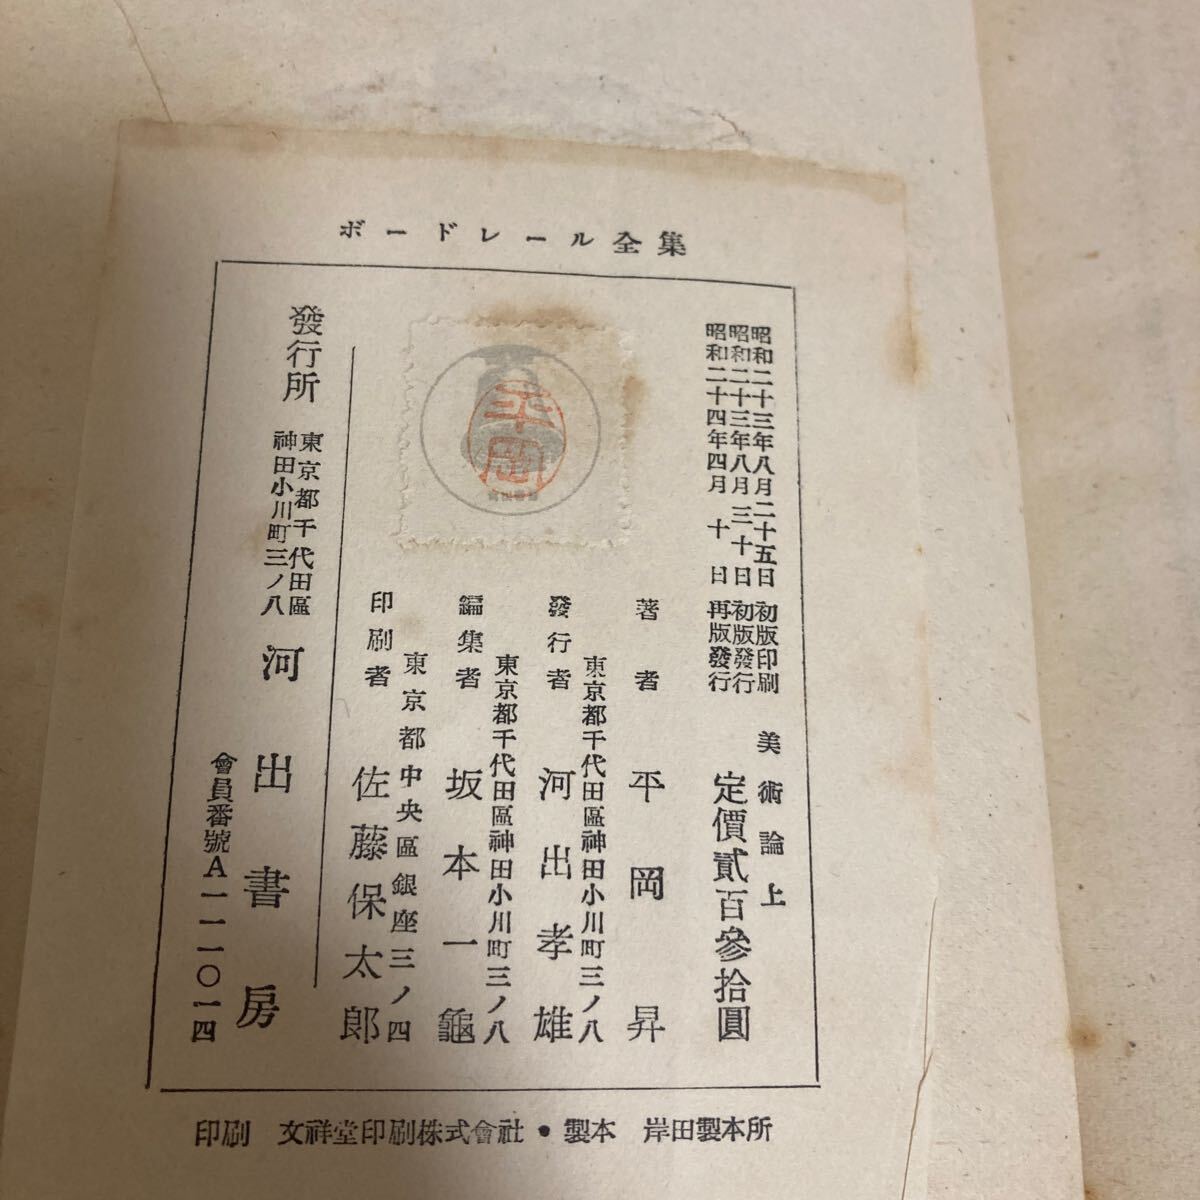 ボードレール全集
昭和二十三年八月二十五日 初版印刷
昭和二十三年八月三十日 初版發行
昭和二十四年四月十日 再版發行
美術論上
定價貳百參拾圓
著者 平岡昇
東京都千代田區神田小川町三ノ八
發行者 河出孝雄
東京都千代田區神田小川町三ノ八
編集者 坂本一龜
東京都中央區銀座三ノ四
印刷者 佐藤保太郎
平岡
發行所
東京都千代田區
神田小川町三ノ八
河出書房
會員番號A一一一〇一四
印刷 文祥堂印刷株式會社・製本 岸田製本所